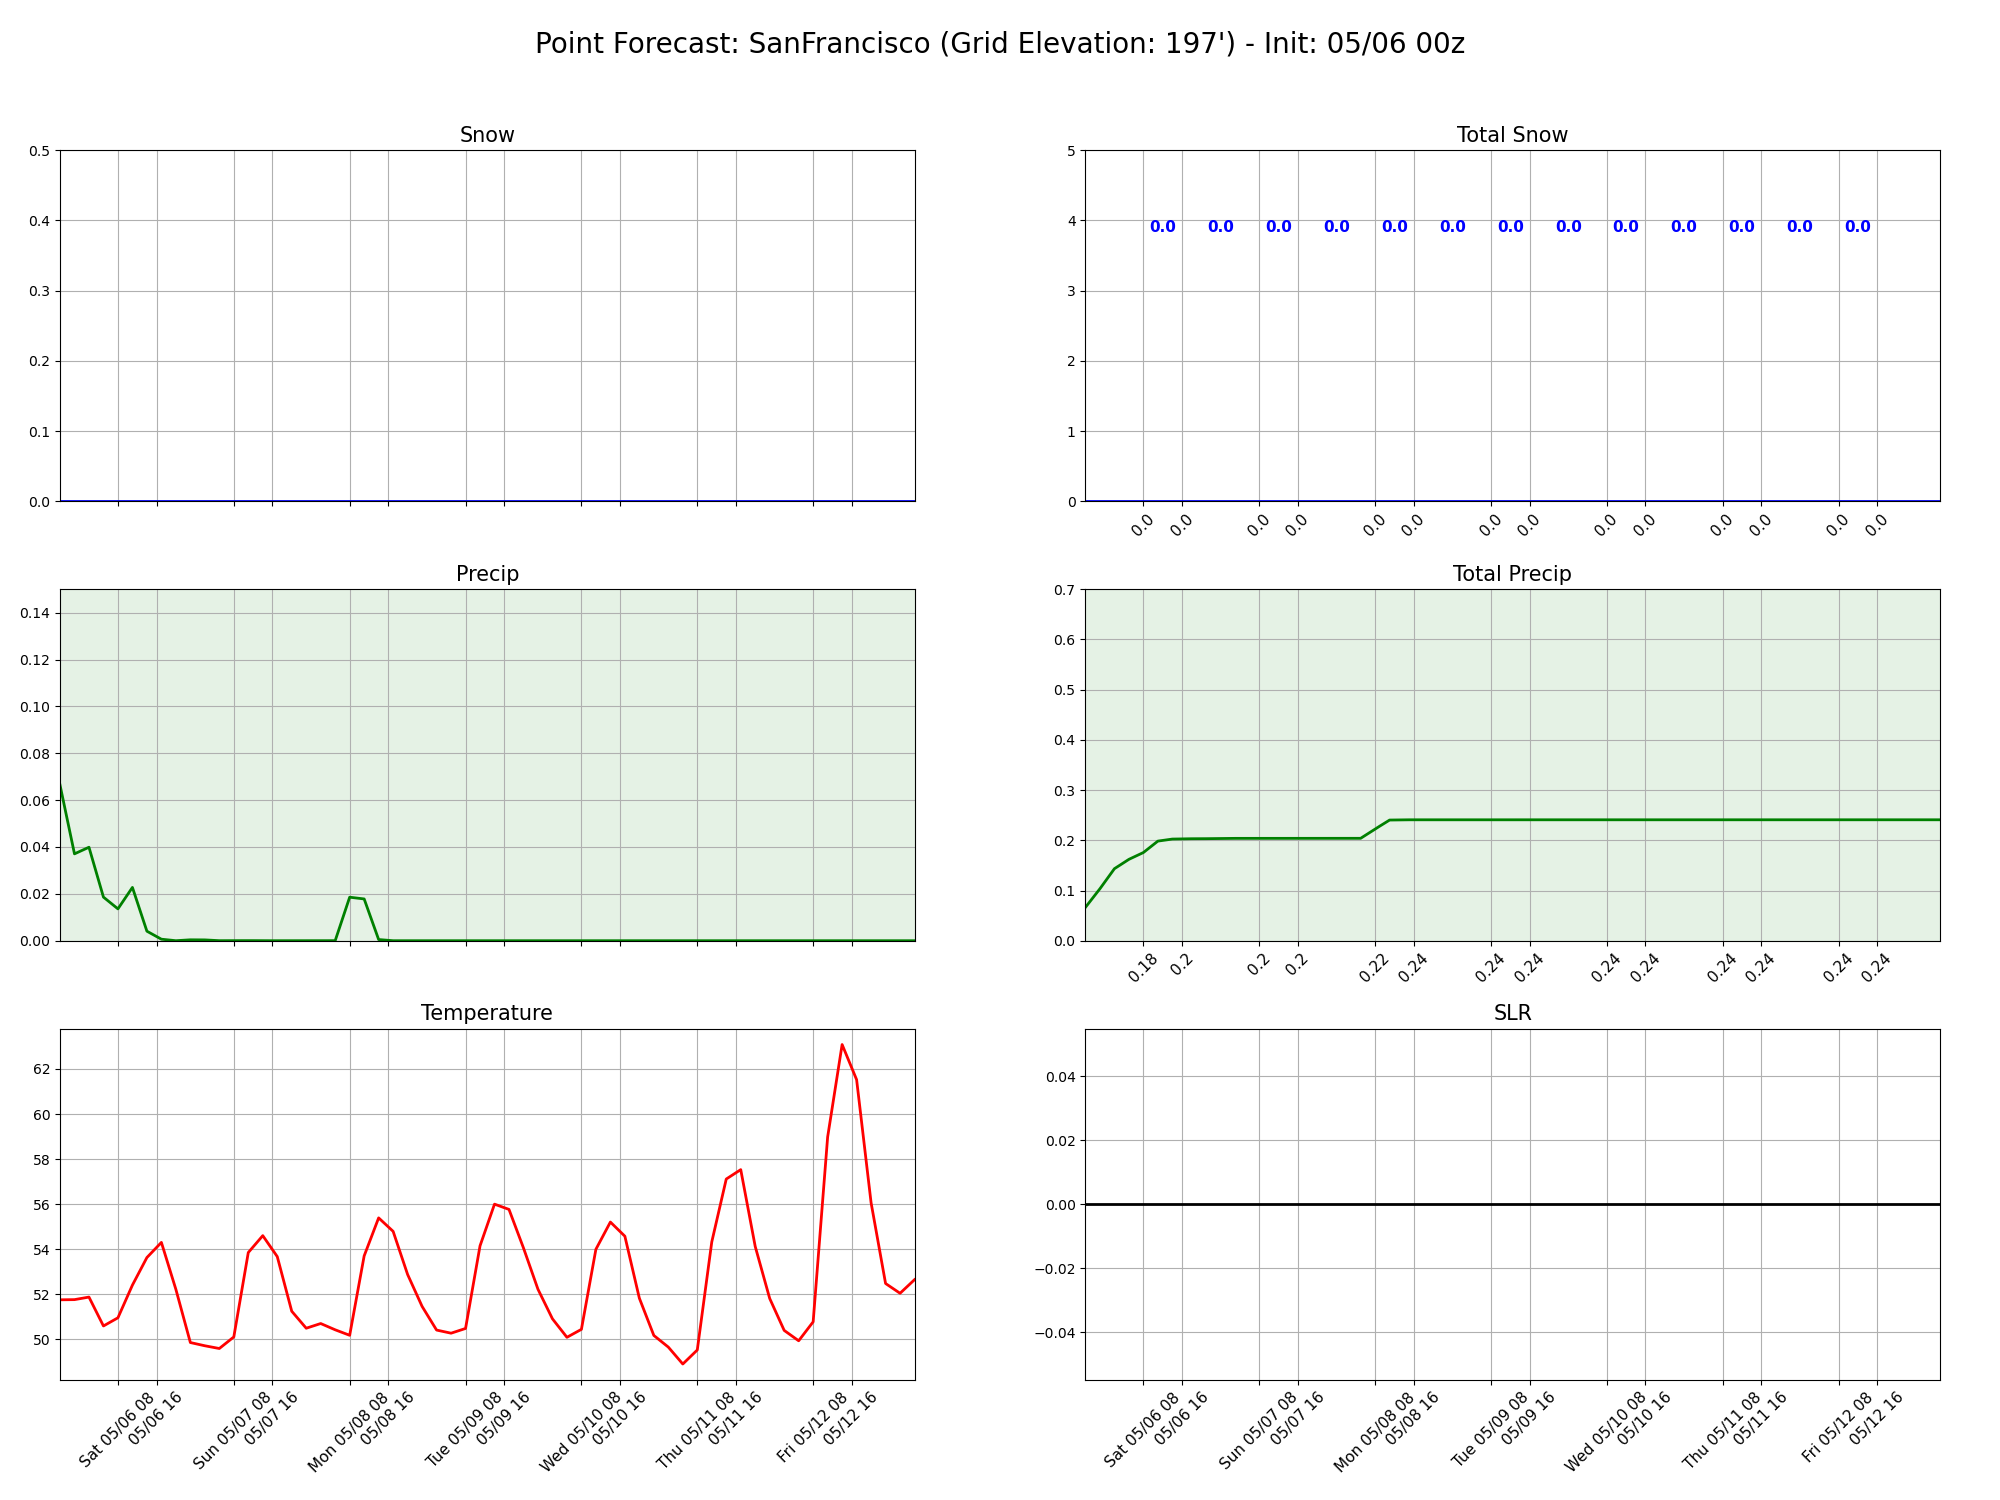 Point Forecast: SanFrancisco (Grid Elevation: 197') - Init: 05/06 00z
Snow
0.5
0.4
0.3
0.2
0.1
0.0
Total Snow
5
4
3
2
1
0
0.0 0.0 0.0 0.0 0.0 0.0 0.0 0.0 0.0 0.0 0.0 0.0 0.0
0.0 0.0 0.0 0.0 0.0 0.0 0.0 0.0 0.0 0.0 0.0 0.0 0.0 0.0
Precip
0.14
0.12
0.10
0.08
0.06
0.04
0.02
0.00
Total Precip
0.7
0.6
0.5
0.4
0.3
0.2
0.1
0.0
0.18 0.2 0.2 0.2 0.22 0.24 0.24 0.24 0.24 0.24 0.24 0.24 0.24 0.24
Temperature
62
60
58
56
54
52
50
Sat 05/06 08
05/06 16
Sun 05/07 08
05/07 16
Mon 05/08 08
05/08 16
Tue 05/09 08
05/09 16
Wed 05/10 08
05/10 16
Thu 05/11 08
05/11 16
Fri 05/12 08
05/12 16
SLR
0.04
0.02
0.00
−0.02
−0.04
Sat 05/06 08
05/06 16
Sun 05/07 08
05/07 16
Mon 05/08 08
05/08 16
Tue 05/09 08
05/09 16
Wed 05/10 08
05/10 16
Thu 05/11 08
05/11 16
Fri 05/12 08
05/12 16